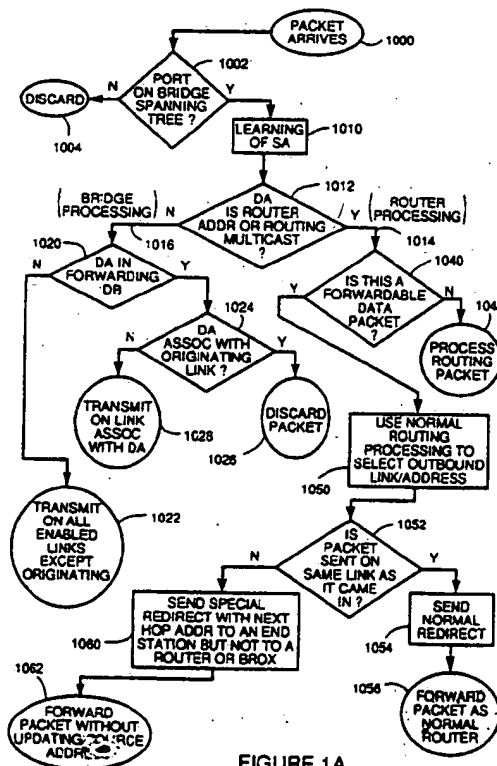 PACKET
ARRIVES
1000
1002
PORT
ON BRIDGE
SPANNING
TREE ?
N
Y
DISCARD
1004
LEARNING
OF SA
1010
1012
DA
IS ROUTER
ADDR OR ROUTING
MULTICAST
?
(BRIDGE
PROCESSING)
N
1016
Y
(ROUTER
PROCESSING)
1014
1020
DA IN
FORWARDING
DB
N
Y
1040
IS THIS A
FORWARDABLE
DATA
PACKET ?
Y
N
104
PROCESS
ROUTING
PACKET
1024
DA
ASSOC WITH
ORIGINATING
LINK ?
N
Y
TRANSMIT
ON LINK
ASSOC
WITH DA
1028
DISCARD
PACKET
1026
USE NORMAL
ROUTING
PROCESSING TO
SELECT OUTBOUND
LINK/ADDRESS
1050
TRANSMIT
ON ALL
ENABLED
LINKS
EXCEPT
ORIGINATING
1022
1052
IS
PACKET
SENT ON
SAME LINK AS
IT CAME
IN ?
N
Y
SEND SPECIAL
REDIRECT WITH NEXT
HOP ADDR TO AN END
STATION BUT NOT TO A
ROUTER OR BROX
1060
SEND
NORMAL
REDIRECT
1054
1062
FORWARD
PACKET WITHOUT
UPDATING SOURCE
1056
FORWARD
PACKET AS
NORMAL
ROUTER
FIGURE 1A